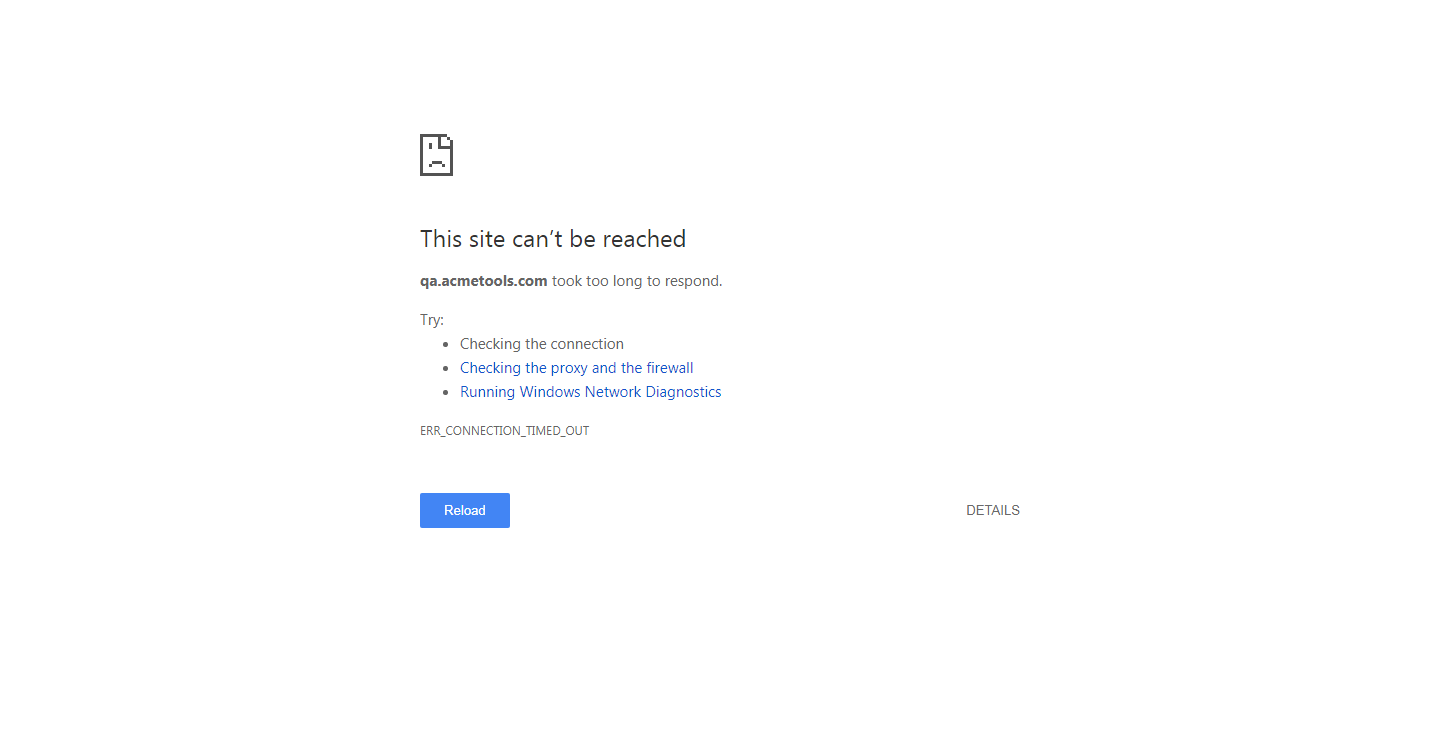 This site can’t be reached
qa.acmetools.com took too long to respond.
Try:
Checking the connection
Checking the proxy and the firewall
Running Windows Network Diagnostics
ERR_CONNECTION_TIMED_OUT
Reload
DETAILS